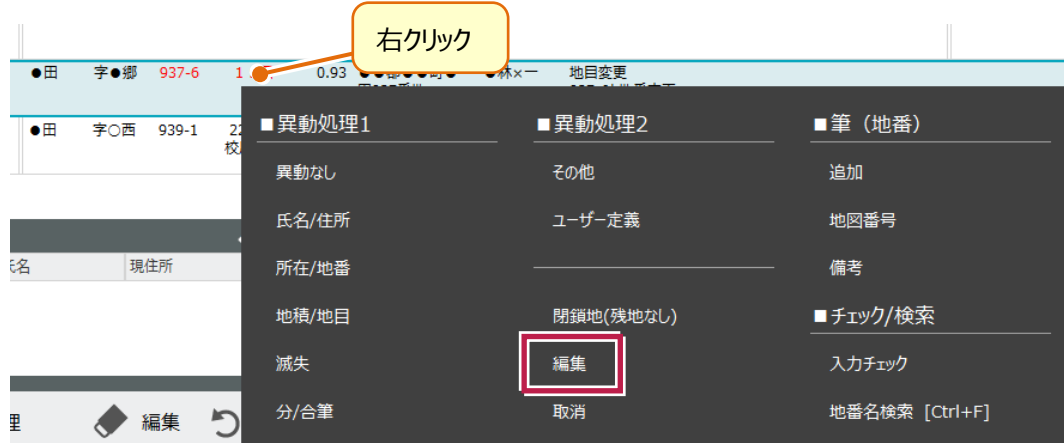 右クリック
●田 字●郷 937-6 1 0.93 地目変更
●田 字○西 939-1 22
■異動処理1 ■異動処理2 ■筆（地番）
異動なし その他 追加
氏名/住所 ユーザー定義 地図番号
所在/地番 備考
地積/地目 閉鎖地(残地なし) ■チェック/検索
滅失 編集 入力チェック
分/合筆 取消 地番名検索 [Ctrl+F]
氏名 現住所
理 編集